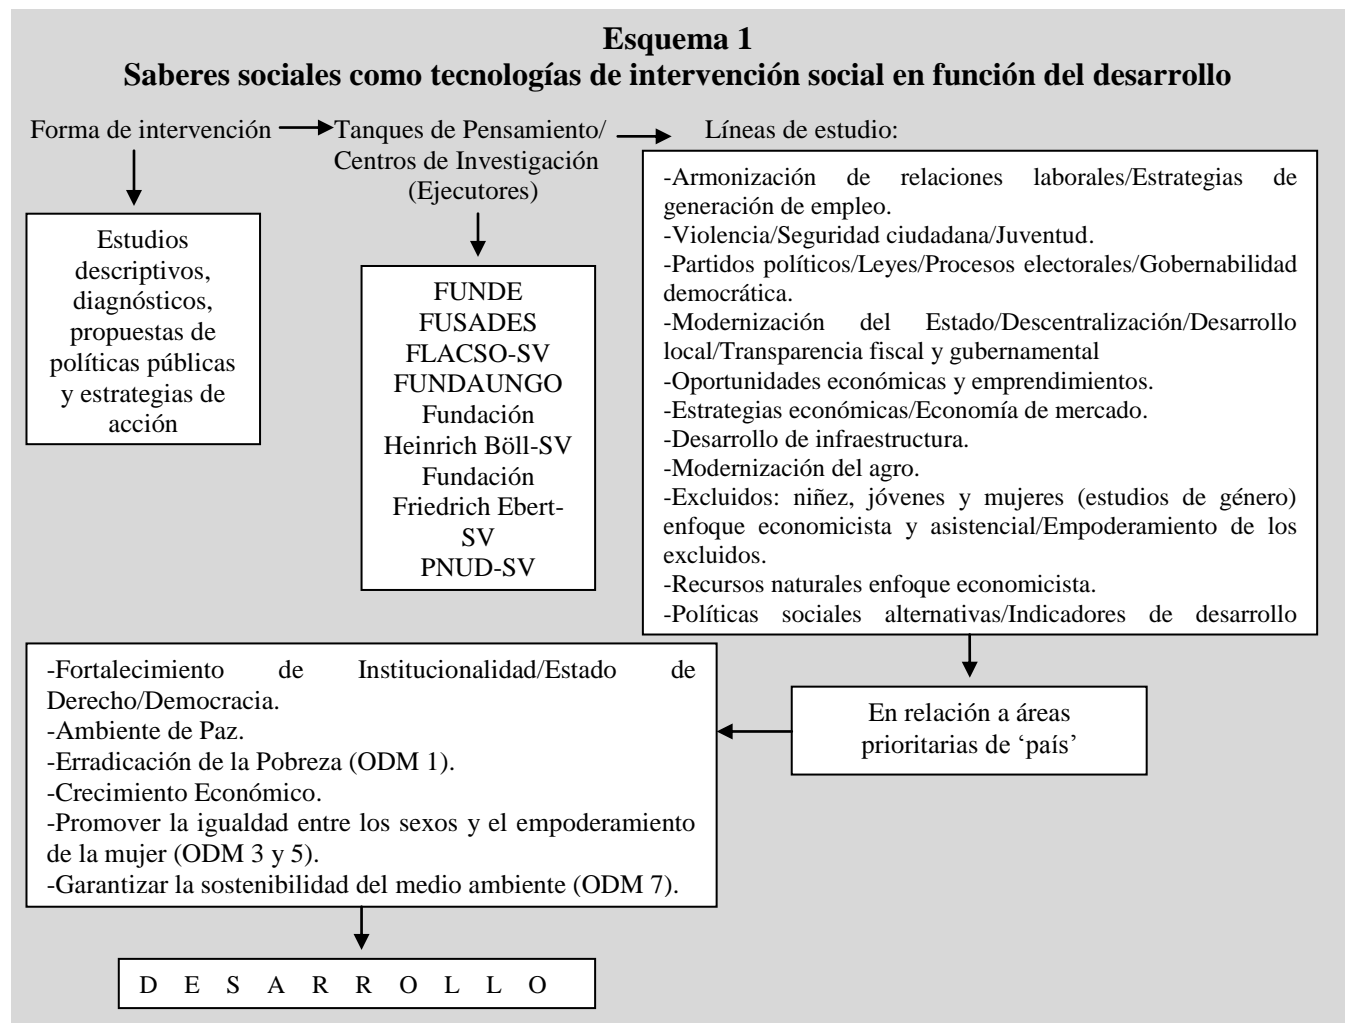 Esquema 1
Saberes sociales como tecnologías de intervención social en función del desarrollo
Forma de intervención
Tanques de Pensamiento/
Centros de Investigación
(Ejecutores)
Líneas de estudio:
Estudios
descriptivos,
diagnósticos,
propuestas de
políticas públicas
y estrategias de
acción
FUNDE
FUSADES
FLACSO-SV
FUNDAUNGO
Fundación
Heinrich Böll-SV
Fundación
Friedrich Ebert-
SV
PNUD-SV
-Armonización de relaciones laborales/Estrategias de
generación de empleo.
-Violencia/Seguridad ciudadana/Juventud.
-Partidos políticos/Leyes/Procesos electorales/Gobernabilidad
democrática.
-Modernización del Estado/Descentralización/Desarrollo
local/Transparencia fiscal y gubernamental
-Oportunidades económicas y emprendimientos.
-Estrategias económicas/Economía de mercado.
-Desarrollo de infraestructura.
-Modernización del agro.
-Excluidos: niñez, jóvenes y mujeres (estudios de género)
enfoque economicista y asistencial/Empoderamiento de los
excluidos.
-Recursos naturales enfoque economicista.
-Políticas sociales alternativas/Indicadores de desarrollo
En relación a áreas
prioritarias de ‘país’
-Fortalecimiento de Institucionalidad/Estado de
Derecho/Democracia.
-Ambiente de Paz.
-Erradicación de la Pobreza (ODM 1).
-Crecimiento Económico.
-Promover la igualdad entre los sexos y el empoderamiento
de la mujer (ODM 3 y 5).
-Garantizar la sostenibilidad del medio ambiente (ODM 7).
D E S A R R O L L O